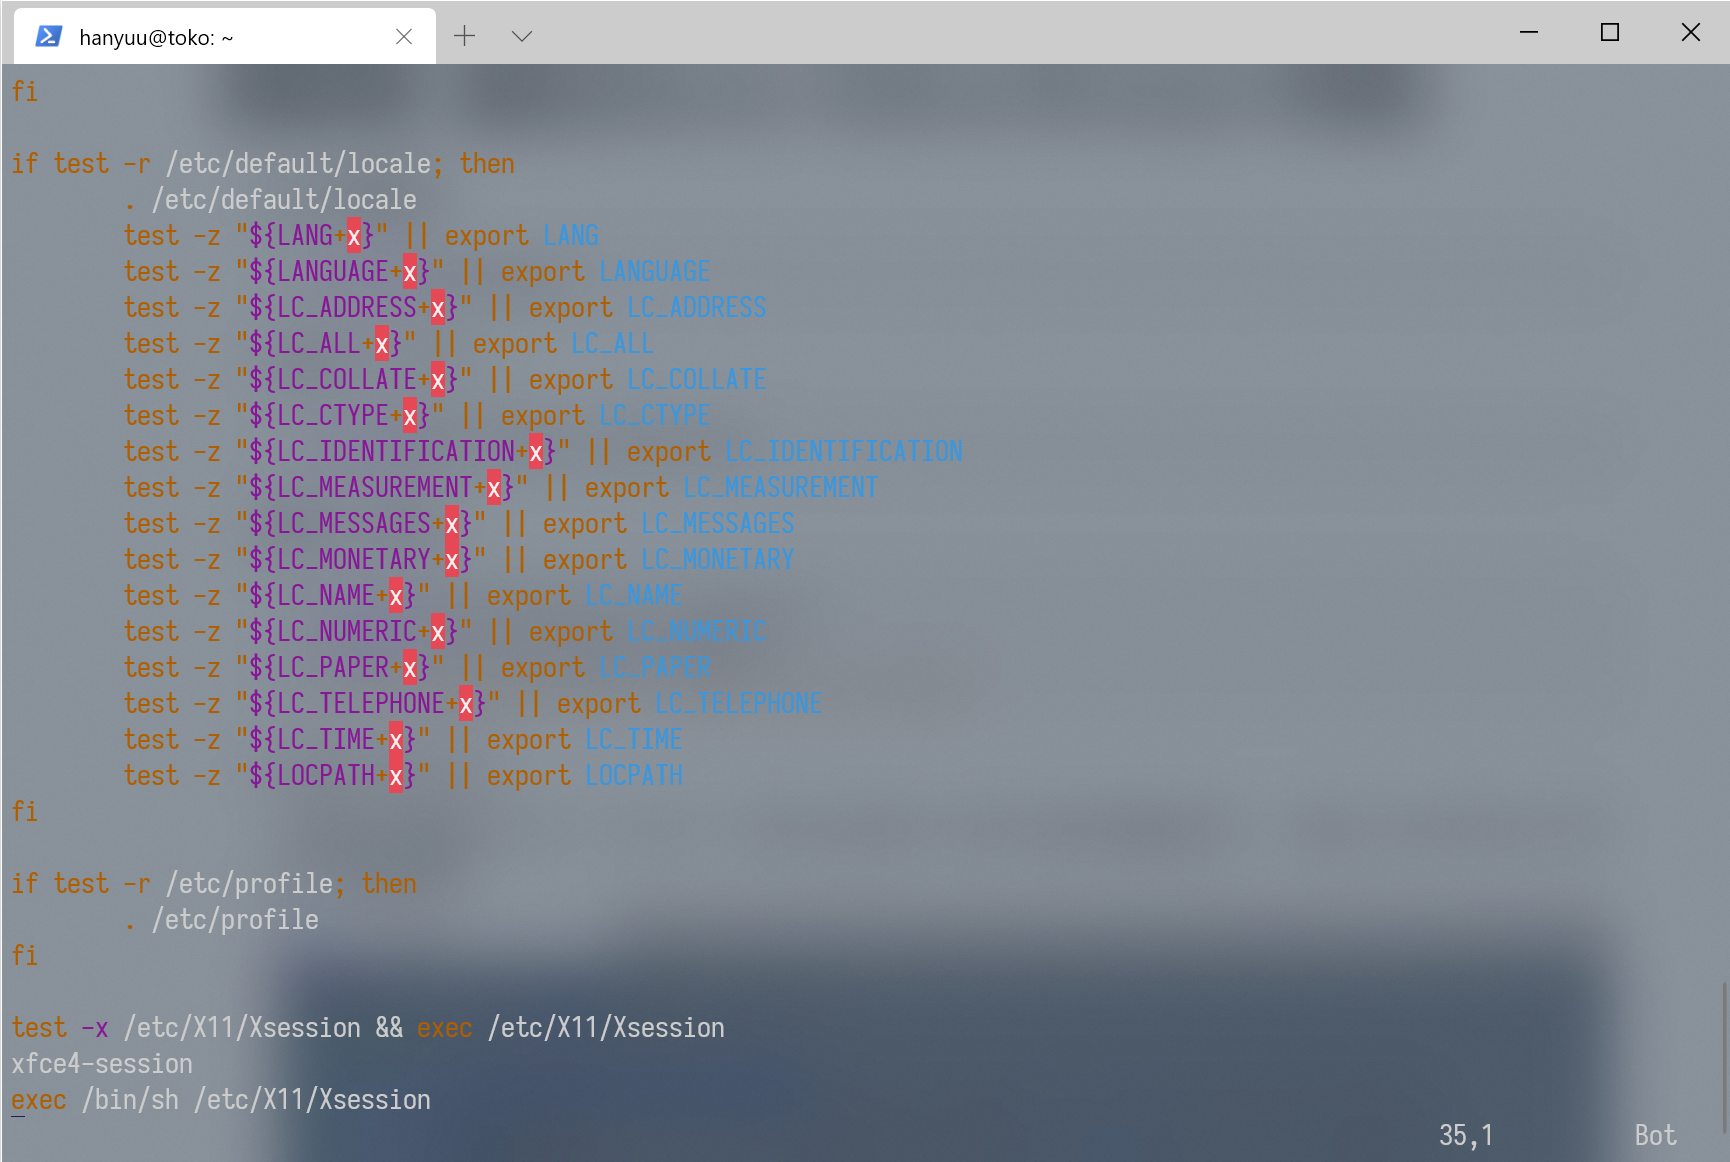 hanyuu@toko: ~
fi
if test -r /etc/default/locale; then
. /etc/default/locale
test -z "${LANG+x}" || export LANG
test -z "${LANGUAGE+x}" || export LANGUAGE
test -z "${LC_ADDRESS+x}" || export LC_ADDRESS
test -z "${LC_ALL+x}" || export LC_ALL
test -z "${LC_COLLATE+x}" || export LC_COLLATE
test -z "${LC_CTYPE+x}" || export LC_CTYPE
test -z "${LC_IDENTIFICATION+x}" || export LC_IDENTIFICATION
test -z "${LC_MEASUREMENT+x}" || export LC_MEASUREMENT
test -z "${LC_MESSAGES+x}" || export LC_MESSAGES
test -z "${LC_MONETARY+x}" || export LC_MONETARY
test -z "${LC_NAME+x}" || export LC_NAME
test -z "${LC_NUMERIC+x}" || export LC_NUMERIC
test -z "${LC_PAPER+x}" || export LC_PAPER
test -z "${LC_TELEPHONE+x}" || export LC_TELEPHONE
test -z "${LC_TIME+x}" || export LC_TIME
test -z "${LOCPATH+x}" || export LOCPATH
fi
if test -r /etc/profile; then
. /etc/profile
fi
test -x /etc/X11/Xsession && exec /etc/X11/Xsession
xfce4-session
exec /bin/sh /etc/X11/Xsession
35,1 Bot